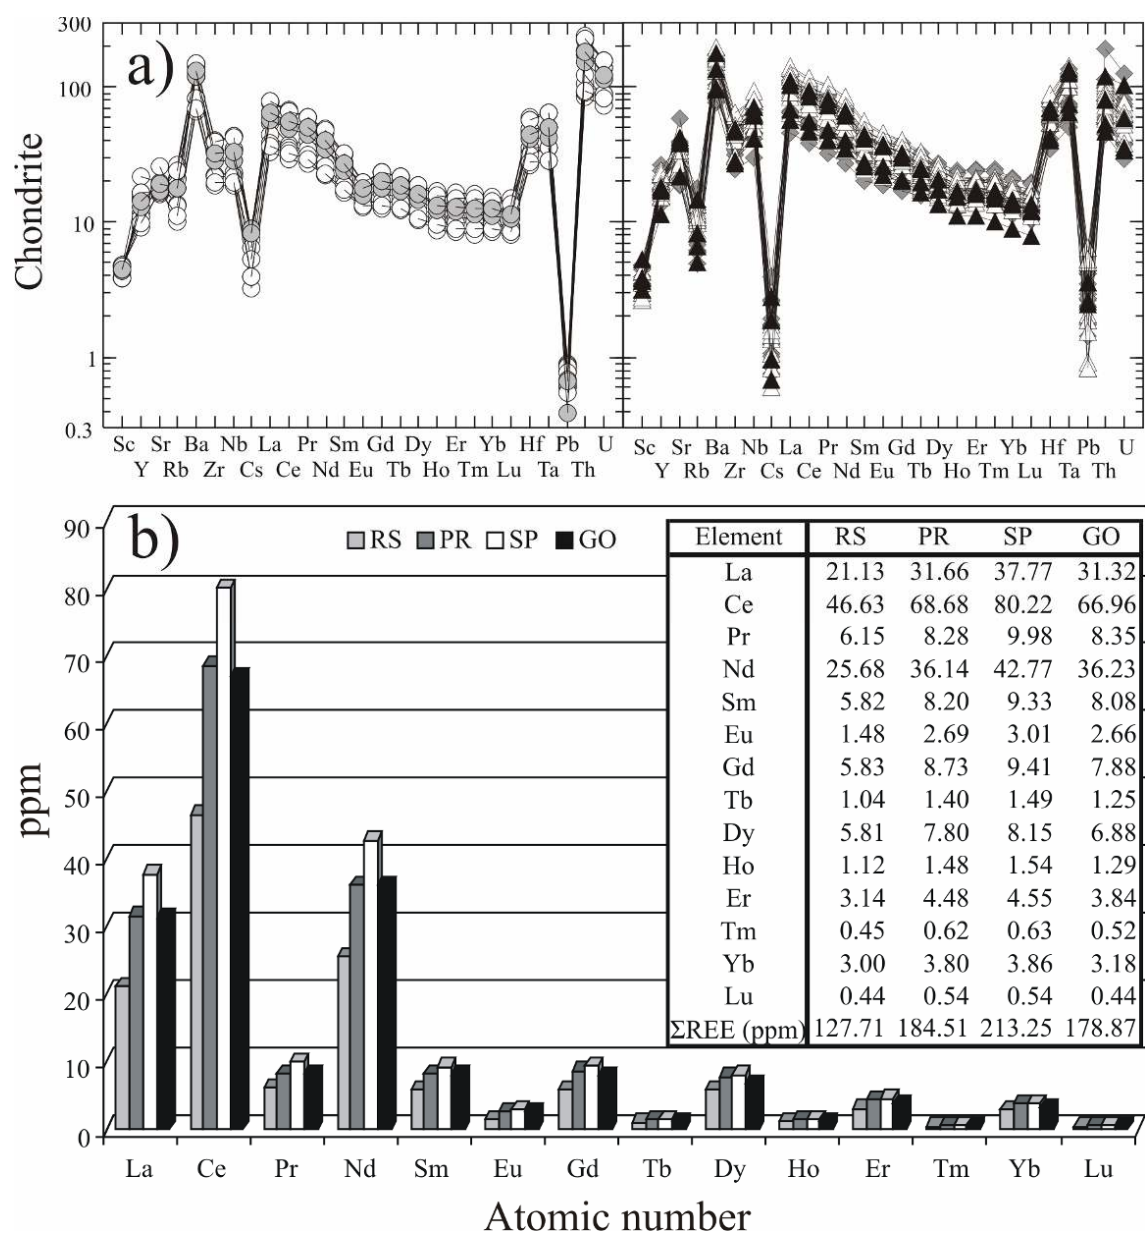 a)
300
100
10
1
0.3
Chondrite
Sc Sr Ba Nb La Pr Sm Gd Dy Er Yb Hf Pb U
Y Rb Zr Cs Ce Nd Eu Tb Ho Tm Lu Ta Th
Sc Sr Ba Nb La Pr Sm Gd Dy Er Yb Hf Pb U
Y Rb Zr Cs Ce Nd Eu Tb Ho Tm Lu Ta Th
b)
RS PR SP GO
90
80
70
60
50
40
30
20
10
0
ppm
Element RS PR SP GO
La 21.13 31.66 37.77 31.32
Ce 46.63 68.68 80.22 66.96
Pr 6.15 8.28 9.98 8.35
Nd 25.68 36.14 42.77 36.23
Sm 5.82 8.20 9.33 8.08
Eu 1.48 2.69 3.01 2.66
Gd 5.83 8.73 9.41 7.88
Tb 1.04 1.40 1.49 1.25
Dy 5.81 7.80 8.15 6.88
Ho 1.12 1.48 1.54 1.29
Er 3.14 4.48 4.55 3.84
Tm 0.45 0.62 0.63 0.52
Yb 3.00 3.80 3.86 3.18
Lu 0.44 0.54 0.54 0.44
ΣREE (ppm) 127.71 184.51 213.25 178.87
La Ce Pr Nd Sm Eu Gd Tb Dy Ho Er Tm Yb Lu
Atomic number